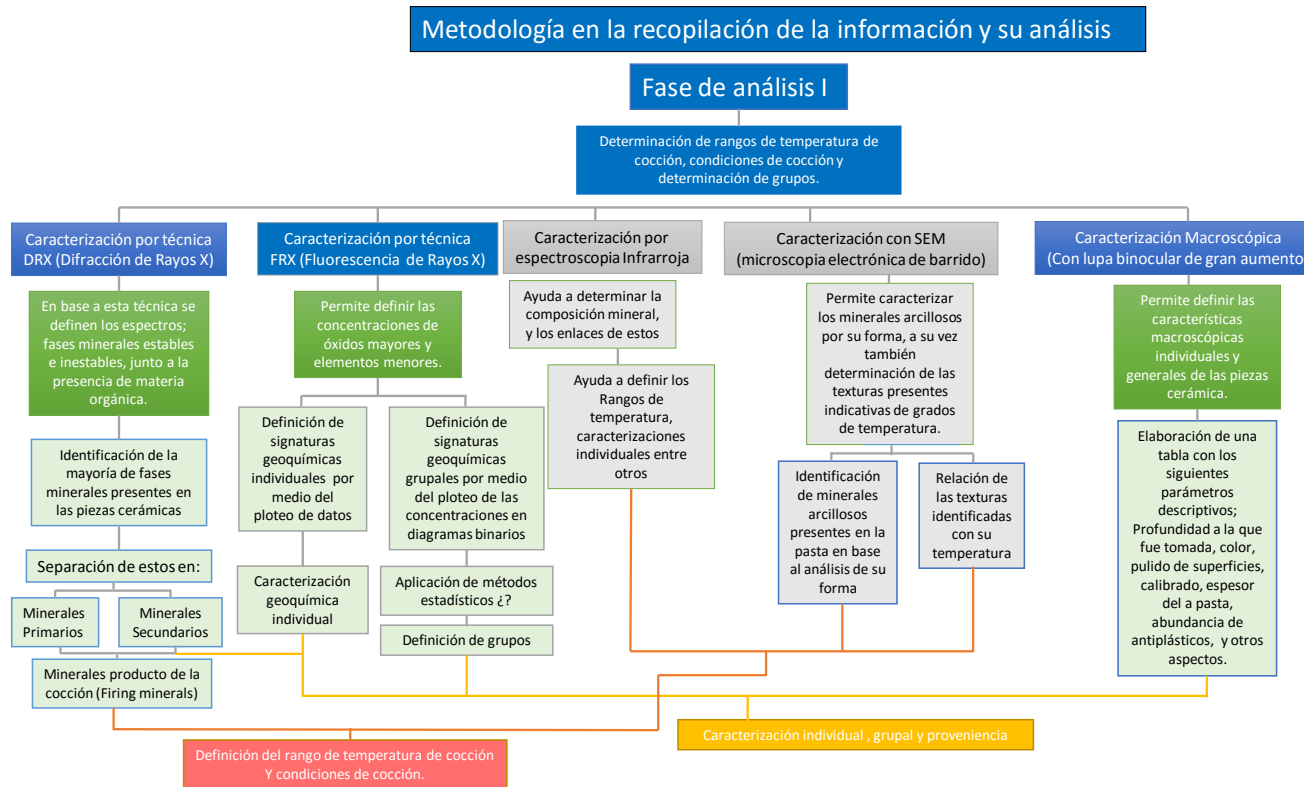 Metodología en la recopilación de la información y su análisis
Fase de análisis I
Determinación de rangos de temperatura de
cocción, condiciones de cocción y
determinación de grupos.
Caracterización por técnica
DRX (Difracción de Rayos X)
En base a esta técnica se
definen los espectros;
fases minerales estables
e inestables, junto a la
presencia de materia
orgánica.
Identificación de la
mayoría de fases
minerales presentes en
las piezas cerámicas
Separación de estos en:
Minerales
Primarios
Minerales
Secundarios
Minerales producto de la
cocción (Firing minerals)
Caracterización por técnica
FRX (Fluorescencia de Rayos X)
Permite definir las
concentraciones de
óxidos mayores y
elementos menores.
Definición de
signaturas
geoquímicas
individuales por
medio del
ploteo de datos
Caracterización
geoquímica
individual
Definición de
signaturas
geoquímicas
grupales por medio
del ploteo de las
concentraciones en
diagramas binarios
Aplicación de métodos
estadísticos ¿?
Definición de grupos
Caracterización por
espectroscopia Infrarroja
Ayuda a determinar la
composición mineral,
y los enlaces de estos
Ayuda a definir los
Rangos de
temperatura,
caracterizaciones
individuales entre
otros
Caracterización con SEM
(microscopia electrónica de barrido)
Permite caracterizar
los minerales arcillosos
por su forma, a su vez
también
determinación de las
texturas presentes
indicativas de grados
de temperatura.
Identificación
de minerales
arcillosos
presentes en la
pasta en base
al análisis de su
forma
Relación de
las texturas
identificadas
con su
temperatura
Caracterización Macroscópica
(Con lupa binocular de gran aumento
Permite definir las
características
macroscópicas
individuales y
generales de las piezas
cerámica.
Elaboración de una
tabla con los
siguientes
parámetros
descriptivos;
Profundidad a la que
fue tomada, color,
pulido de superficies,
calibrado, espesor
del a pasta,
abundancia de
antiplásticos, y otros
aspectos.
Definición del rango de temperatura de cocción
Y condiciones de cocción.
Caracterización individual , grupal y proveniencia